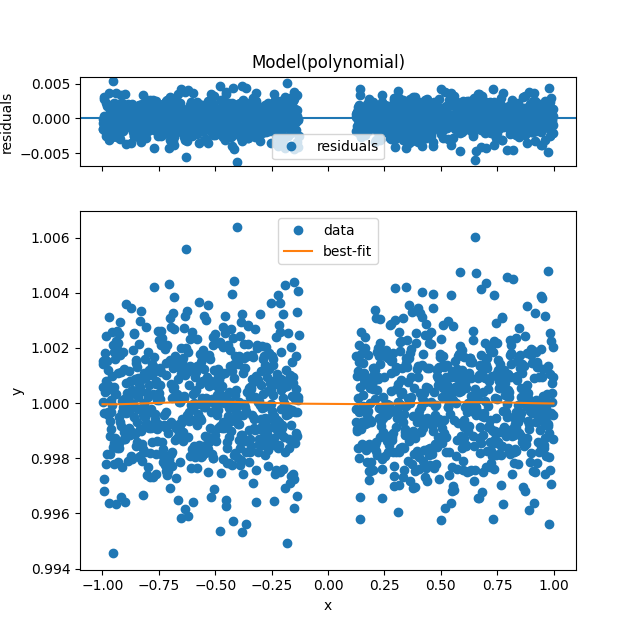 Model(polynomial)
0.005
0.000
−0.005
residuals
residuals
1.006
1.004
1.002
1.000
0.998
0.996
0.994
y
data
best-fit
−1.00 −0.75 −0.50 −0.25 0.00 0.25 0.50 0.75 1.00
x